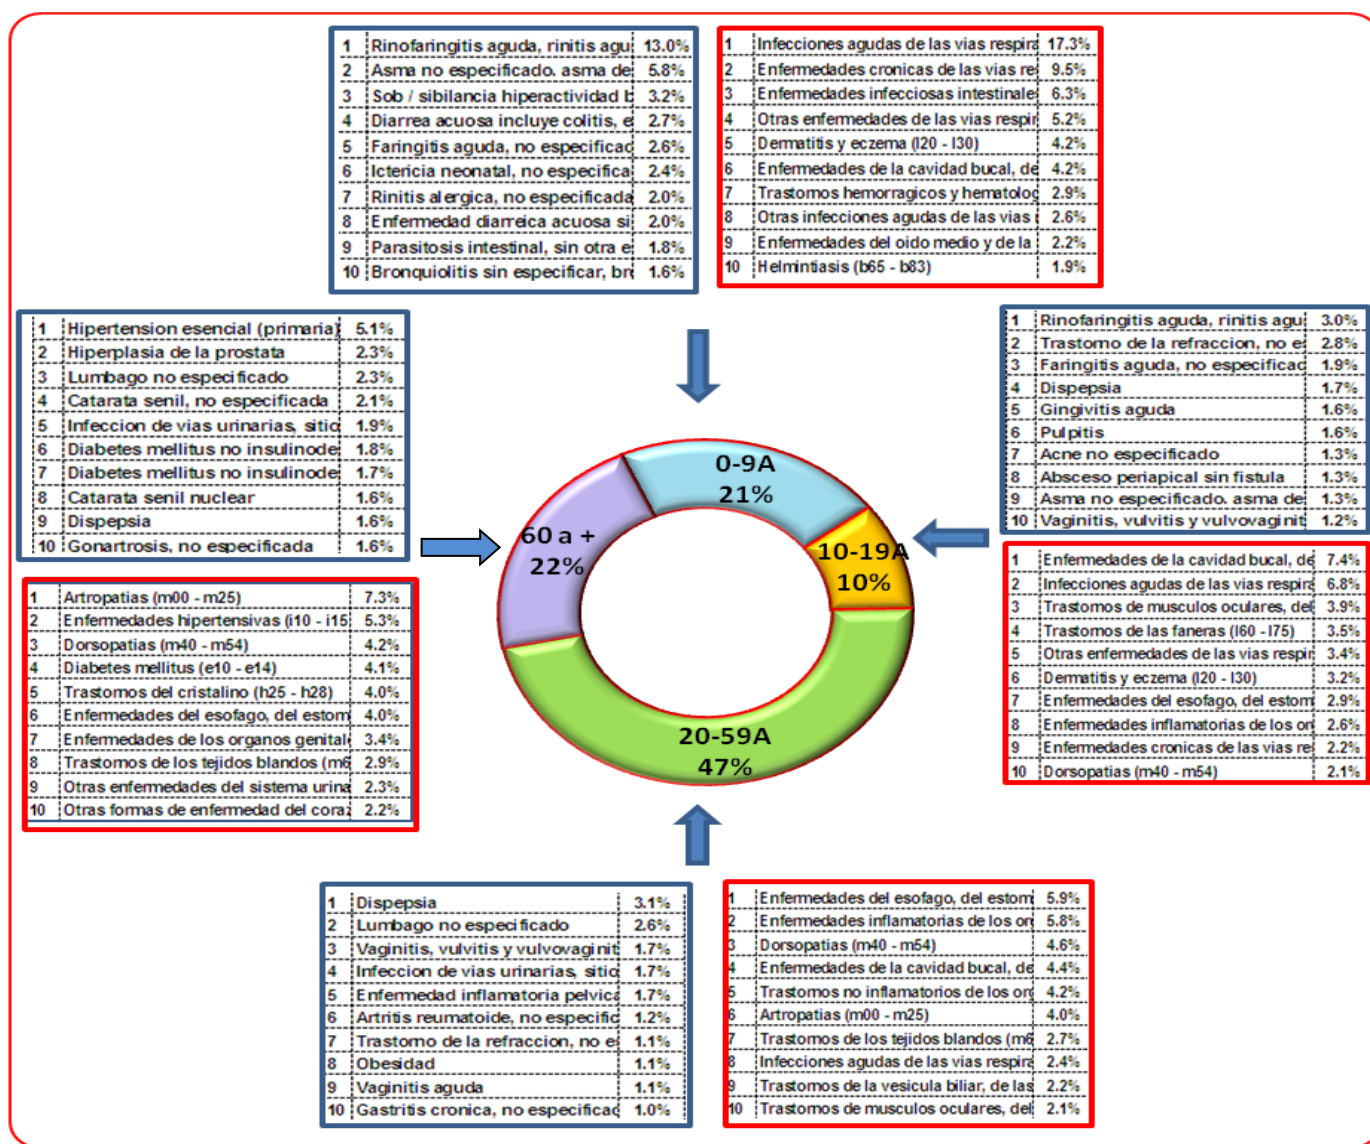 1 Rinofaringitis aguda, rinitis agu 13.0%
2 Asma no especificado. asma de 5.8%
3 Sob / sibilancia hiperactividad b 3.2%
4 Diarrea acuosa incluye colitis, e 2.7%
5 Faringitis aguda, no especificad 2.6%
6 Ictericia neonatal, no especifica 2.4%
7 Rinitis alergica, no especificada 2.0%
8 Enfermedad diarreica acuosa si 2.0%
9 Parasitosis intestinal, sin otra e 1.8%
10 Bronquiolitis sin especificar, bro 1.6%
1 Infecciones agudas de las vias respira 17.3%
2 Enfermedades cronicas de las vias res 9.5%
3 Enfermedades infecciosas intestinales 6.3%
4 Otras enfermedades de las vias respir 5.2%
5 Dermatitis y eczema (l20 - l30) 4.2%
6 Enfermedades de la cavidad bucal, de 4.2%
7 Trastornos hemorragicos y hematolog 2.9%
8 Otras infecciones agudas de las vias 2.6%
9 Enfermedades del oido medio y de la 2.2%
10 Helmintiasis (b65 - b83) 1.9%
1 Hipertension esencial (primaria) 5.1%
2 Hiperplasia de la prostata 2.3%
3 Lumbago no especificado 2.3%
4 Catarata senil, no especificada 2.1%
5 Infeccion de vias urinarias, sitio 1.9%
6 Diabetes mellitus no insulinode 1.8%
7 Diabetes mellitus no insulinode 1.7%
8 Catarata senil nuclear 1.6%
9 Dispepsia 1.6%
10 Gonartrosis, no especificada 1.6%
1 Artropatias (m00 - m25) 7.3%
2 Enfermedades hipertensivas (i10 - i15 5.3%
3 Dorsopatias (m40 - m54) 4.2%
4 Diabetes mellitus (e10 - e14) 4.1%
5 Trastornos del cristalino (h25 - h28) 4.0%
6 Enfermedades del esofago, del estom 4.0%
7 Enfermedades de los organos genitale 3.4%
8 Trastornos de los tejidos blandos (m6 2.9%
9 Otras enfermedades del sistema urina 2.3%
10 Otras formas de enfermedad del coraz 2.2%
0-9A
21%
10-19A
10%
60 a +
22%
20-59A
47%
1 Rinofaringitis aguda, rinitis agu 3.0%
2 Trastorno de la refraccion, no es 2.8%
3 Faringitis aguda, no especificad 1.9%
4 Dispepsia 1.7%
5 Gingivitis aguda 1.6%
6 Pulpitis 1.6%
7 Acne no especificado 1.3%
8 Absceso periapical sin fistula 1.3%
9 Asma no especificado. asma de 1.3%
10 Vaginitis, vulvitis y vulvovaginit 1.2%
1 Enfermedades de la cavidad bucal, de 7.4%
2 Infecciones agudas de las vias respira 6.8%
3 Trastornos de musculos oculares, del 3.9%
4 Trastornos de las faneras (l60 - l75) 3.5%
5 Otras enfermedades de las vias respir 3.4%
6 Dermatitis y eczema (l20 - l30) 3.2%
7 Enfermedades del esofago, del estom 2.9%
8 Enfermedades inflamatorias de los or 2.6%
9 Enfermedades cronicas de las vias re 2.2%
10 Dorsopatias (m40 - m54) 2.1%
1 Dispepsia 3.1%
2 Lumbago no especificado 2.6%
3 Vaginitis, vulvitis y vulvovaginit 1.7%
4 Infeccion de vias urinarias, sitio 1.7%
5 Enfermedad inflamatoria pelvica 1.7%
6 Artritis reumatoide, no especific 1.2%
7 Trastorno de la refraccion, no es 1.1%
8 Obesidad 1.1%
9 Vaginitis aguda 1.1%
10 Gastritis cronica, no especificad 1.0%
1 Enfermedades del esofago, del estom 5.9%
2 Enfermedades inflamatorias de los or 5.8%
3 Dorsopatias (m40 - m54) 4.6%
4 Enfermedades de la cavidad bucal, de 4.4%
5 Trastornos no inflamatorios de los or 4.2%
6 Artropatias (m00 - m25) 4.0%
7 Trastornos de los tejidos blandos (m6 2.7%
8 Infecciones agudas de las vias respira 2.4%
9 Trastornos de la vesicula biliar, de las 2.2%
10 Trastornos de musculos oculares, del 2.1%